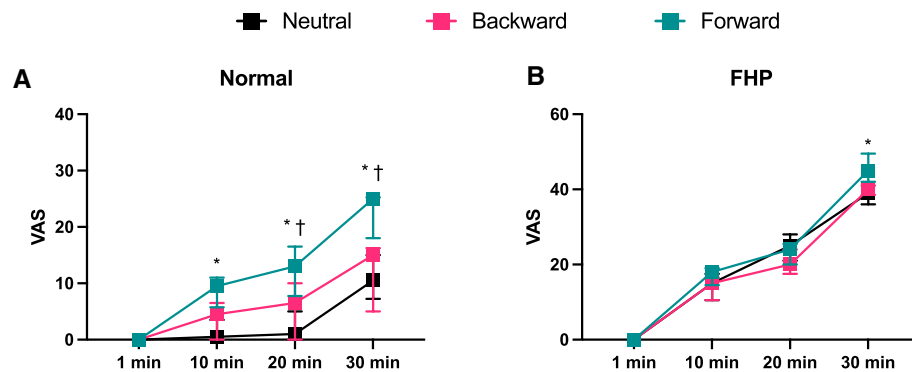 Neutral Backward Forward
A Normal
40
30
20
10
0
VAS
* * † * †
1 min 10 min 20 min 30 min
B FHP
60
40
20
0
VAS
*
1 min 10 min 20 min 30 min